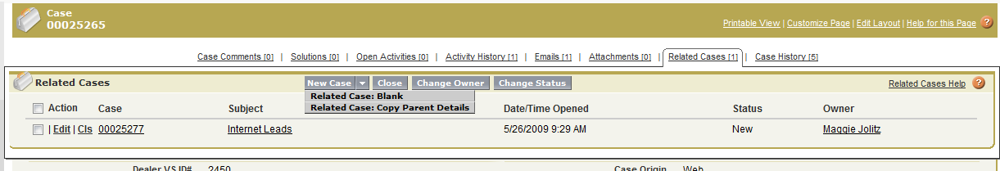 Case
00025265
Printable View | Customize Page | Edit Layout | Help for this Page ?
Case Comments [0] | Solutions [0] | Open Activities [0] | Activity History [1] | Emails [1] | Attachments [0] | Related Cases [1] | Case History [5]
Related Cases New Case Close Change Owner Change Status Related Cases Help ?
Related Case: Blank
Related Case: Copy Parent Details
Action Case Subject Date/Time Opened Status Owner
| Edit | Cls 00025277 Internet Leads 5/26/2009 9:29 AM New Maggie Jolitz
Dealer VS ID# 2450 Case Origin Web